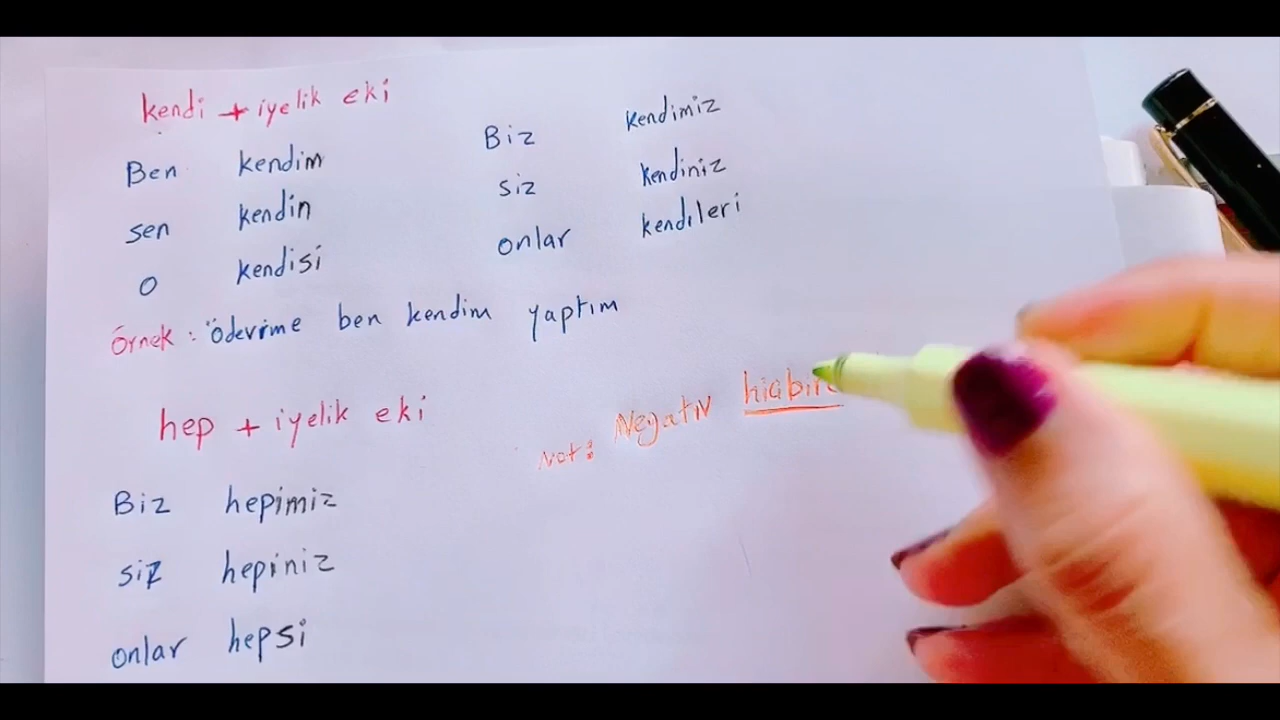 kendi + iyelik eki
Ben kendim
sen kendin
o kendisi
Biz kendimiz
siz kendiniz
onlar kendileri
Örnek : ödevime ben kendim yaptım
hep + iyelik eki
Biz hepimiz
siz hepiniz
onlar hepsi
Not: Negativ